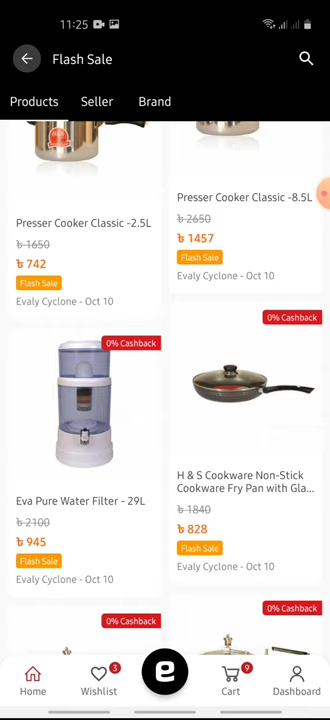 11:25
Flash Sale
Products Seller Brand
Presser Cooker Classic -2.5L
৳ 1650
৳ 742
Flash Sale
Evaly Cyclone - Oct 10
Presser Cooker Classic -8.5L
৳ 2650
৳ 1457
Flash Sale
Evaly Cyclone - Oct 10
0% Cashback
Eva Pure Water Filter - 29L
৳ 2100
৳ 945
Flash Sale
Evaly Cyclone - Oct 10
0% Cashback
H & S Cookware Non-Stick
Cookware Fry Pan with Gla...
৳ 1840
৳ 828
Flash Sale
Evaly Cyclone - Oct 10
0% Cashback
0% Cashback
Home
Wishlist
3
e
Cart
9
Dashboard